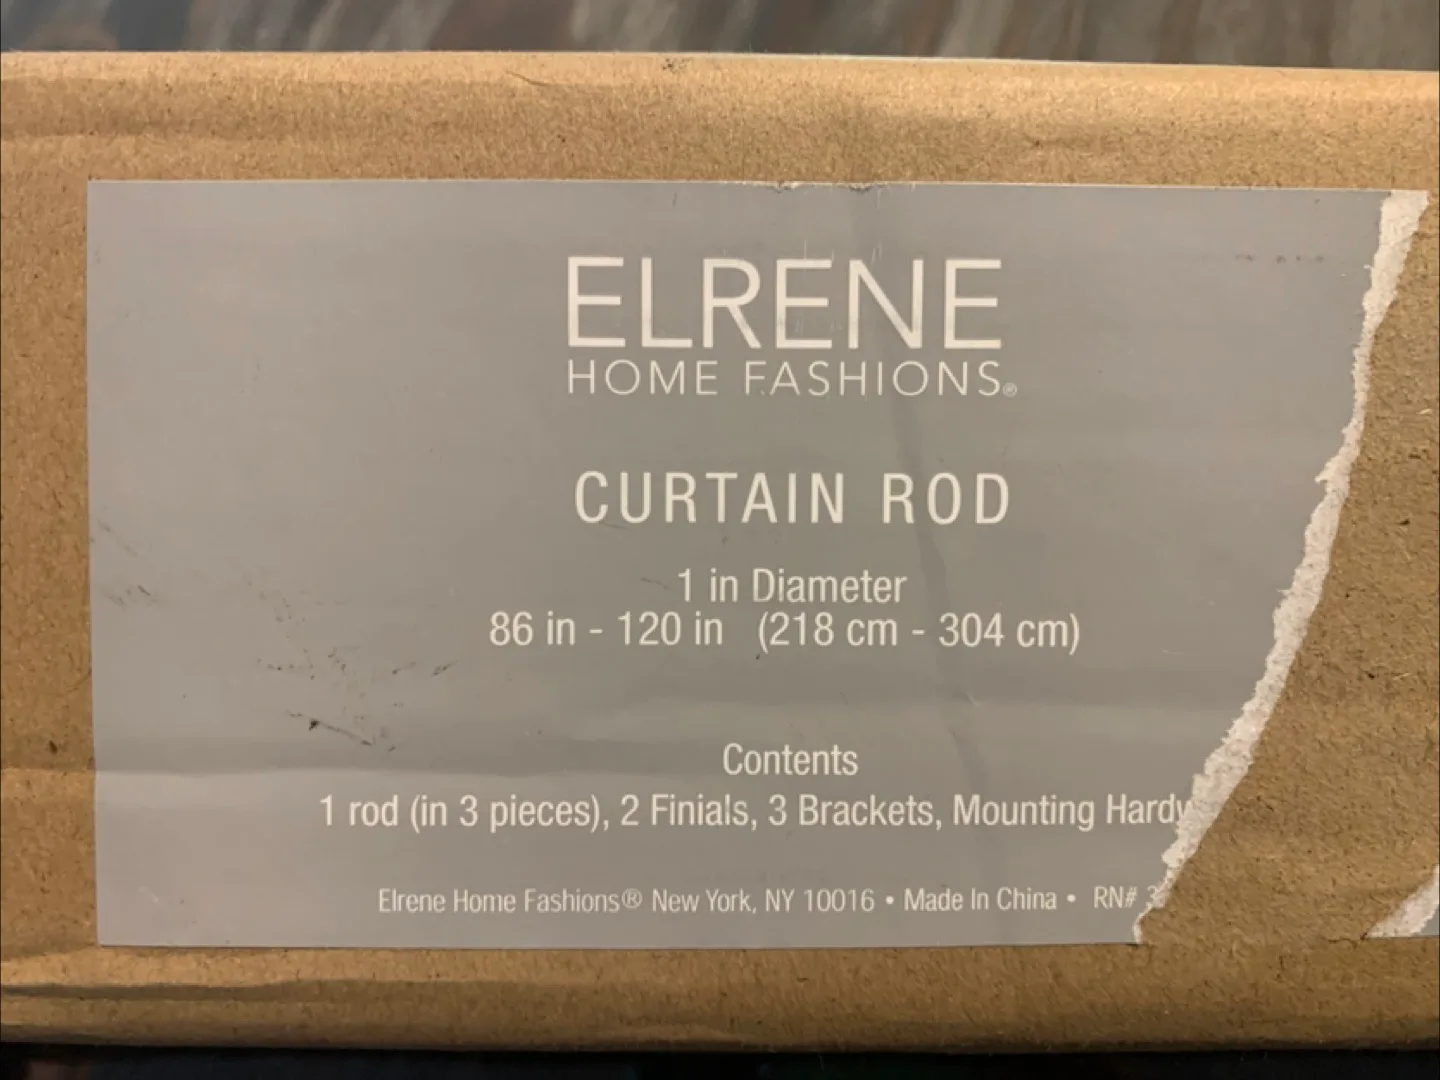 ELRENE
HOME FASHIONS®
CURTAIN ROD
1 in Diameter
86 in - 120 in (218 cm - 304 cm)
Contents
1 rod (in 3 pieces), 2 Finials, 3 Brackets, Mounting Hardw
Elrene Home Fashions® New York, NY 10016 • Made In China • RN# 3